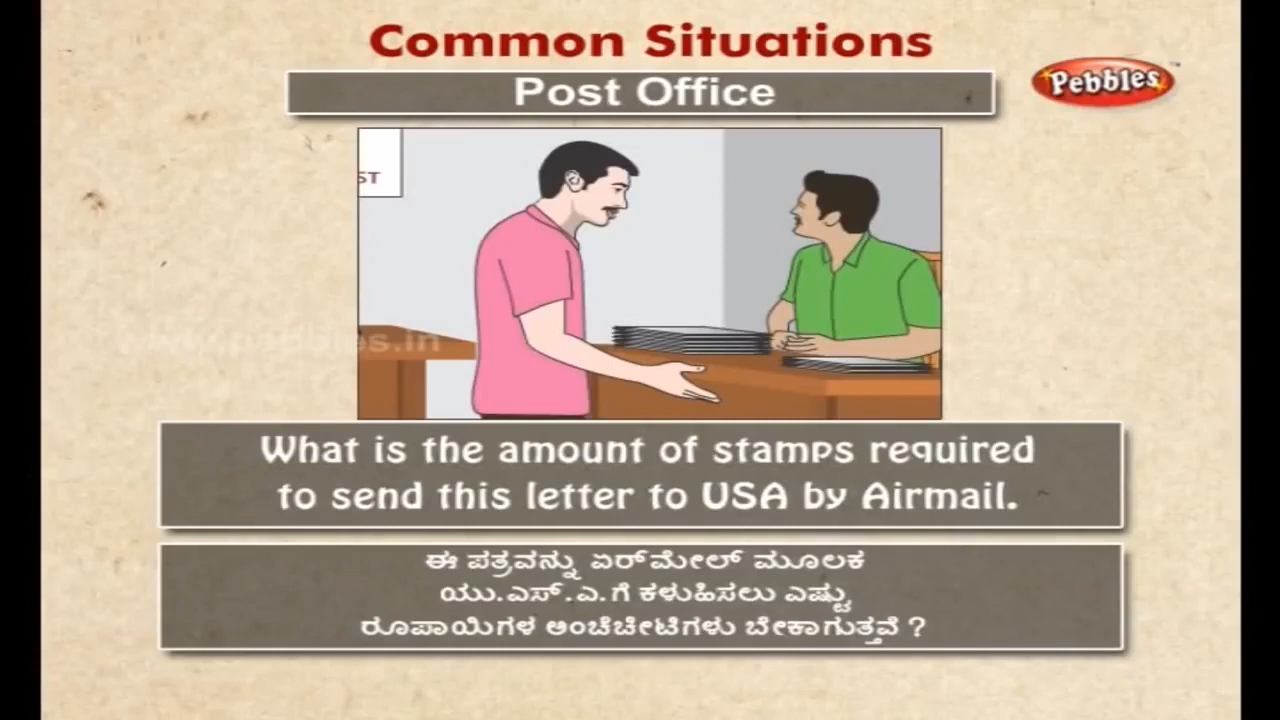 Common Situations
Post Office
Pebbles
ST
What is the amount of stamps required
to send this letter to USA by Airmail.
ಈ ಪತ್ರವನ್ನು ಏರ್‌ಮೇಲ್ ಮೂಲಕ
ಯು.ಎಸ್.ಎ.ಗೆ ಕಳುಹಿಸಲು ಎಷ್ಟು
ರೂಪಾಯಿಗಳ ಅಂಚೆಚೀಟಿಗಳು ಬೇಕಾಗುತ್ತವೆ ?